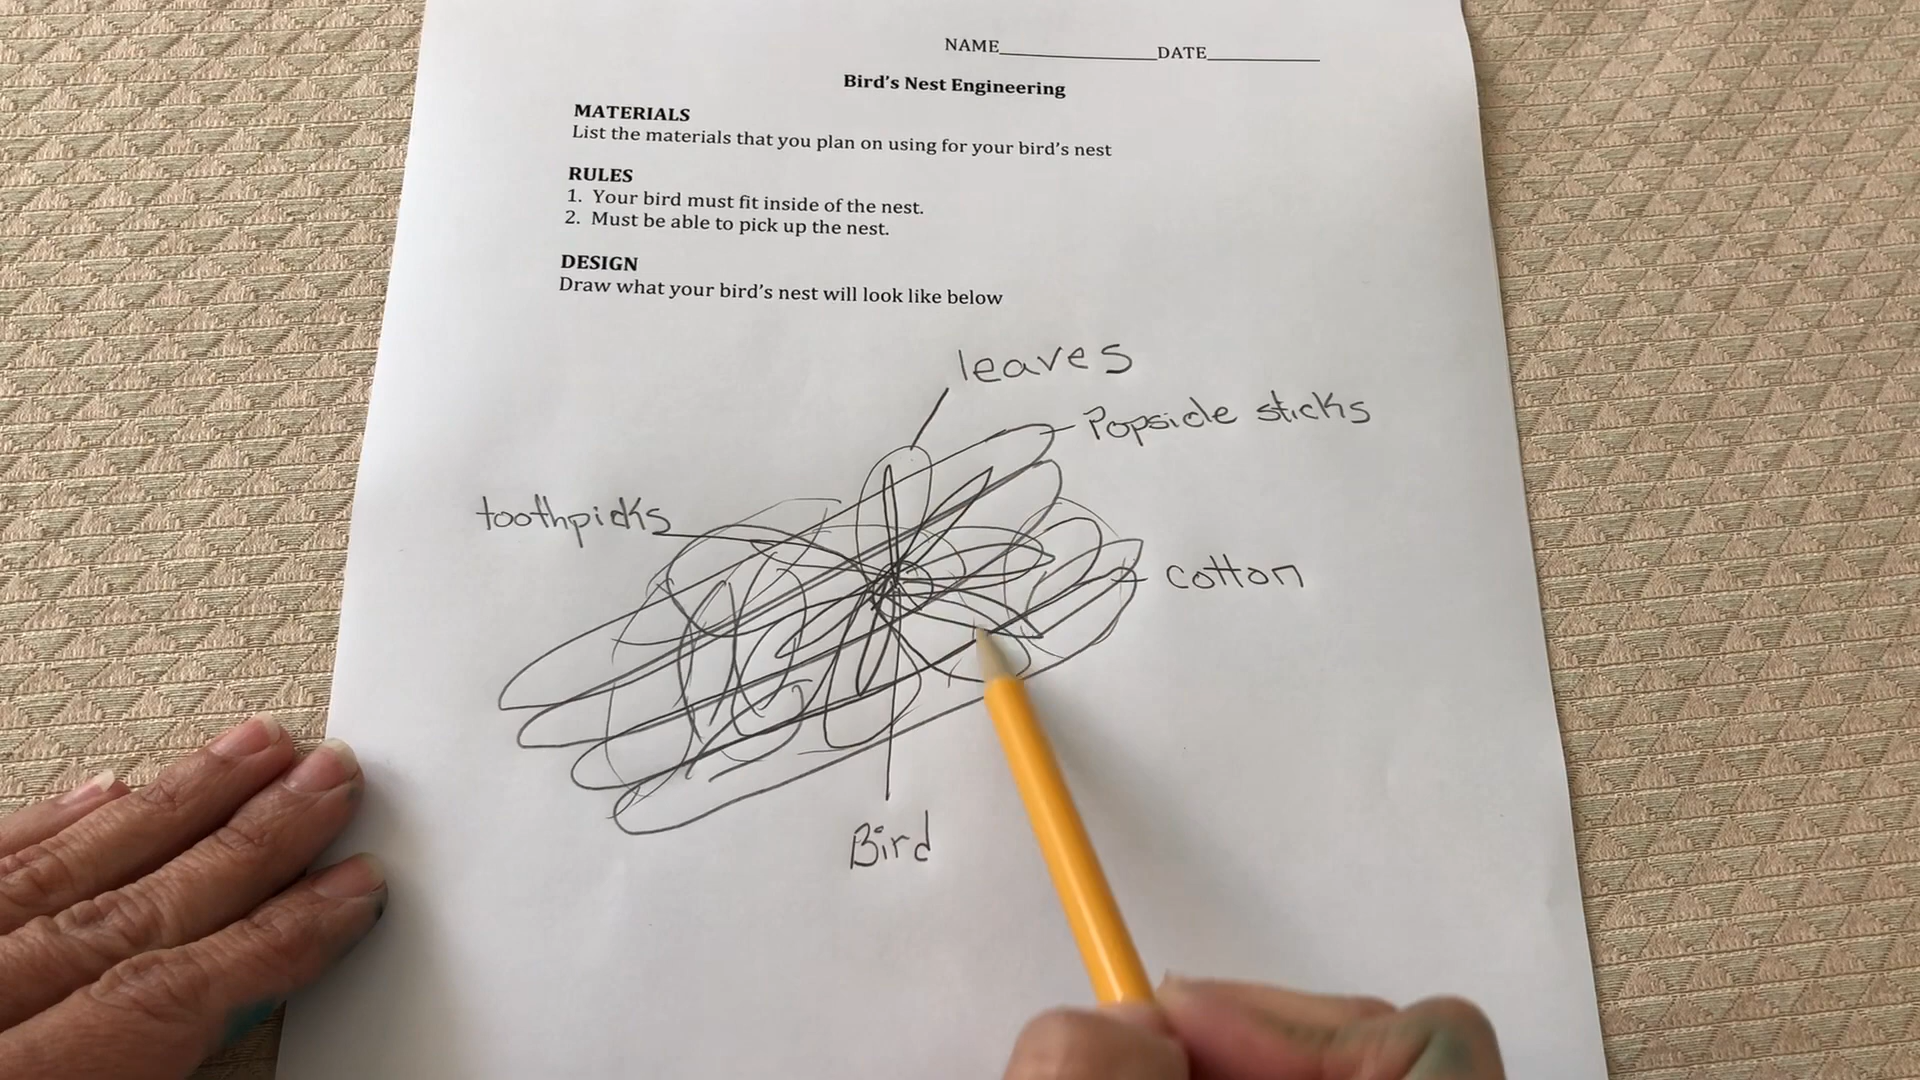 NAME______________DATE__________
Bird's Nest Engineering
MATERIALS
List the materials that you plan on using for your bird's nest
RULES
1. Your bird must fit inside of the nest.
2. Must be able to pick up the nest.
DESIGN
Draw what your bird's nest will look like below
leaves
Popsicle sticks
toothpicks
cotton
Bird